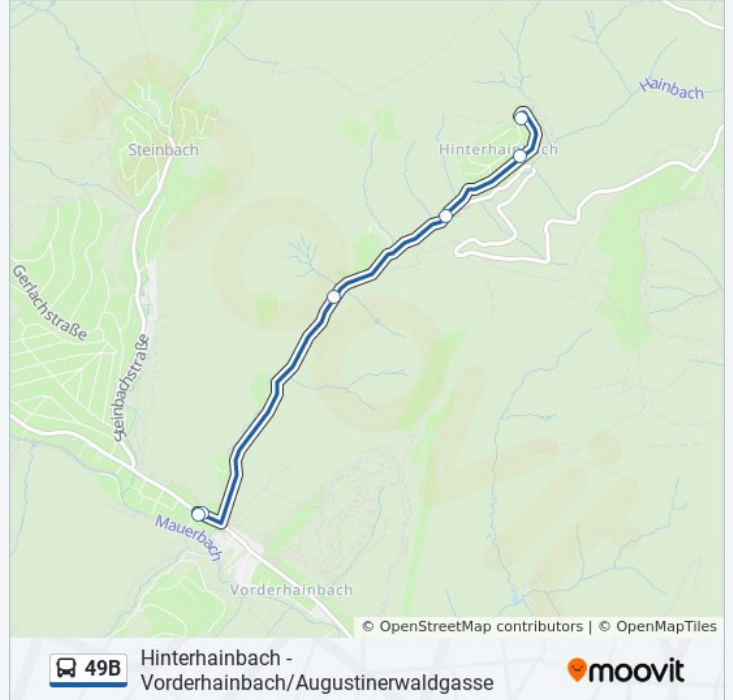 Hainbach
Steinbach
Hinterhainbach
Gerlachstraße
Steinbachstraße
Mauerbach
Vorderhainbach
© OpenStreetMap contributors | © OpenMapTiles
49B
Hinterhainbach -
Vorderhainbach/Augustinerwaldgasse
moovit